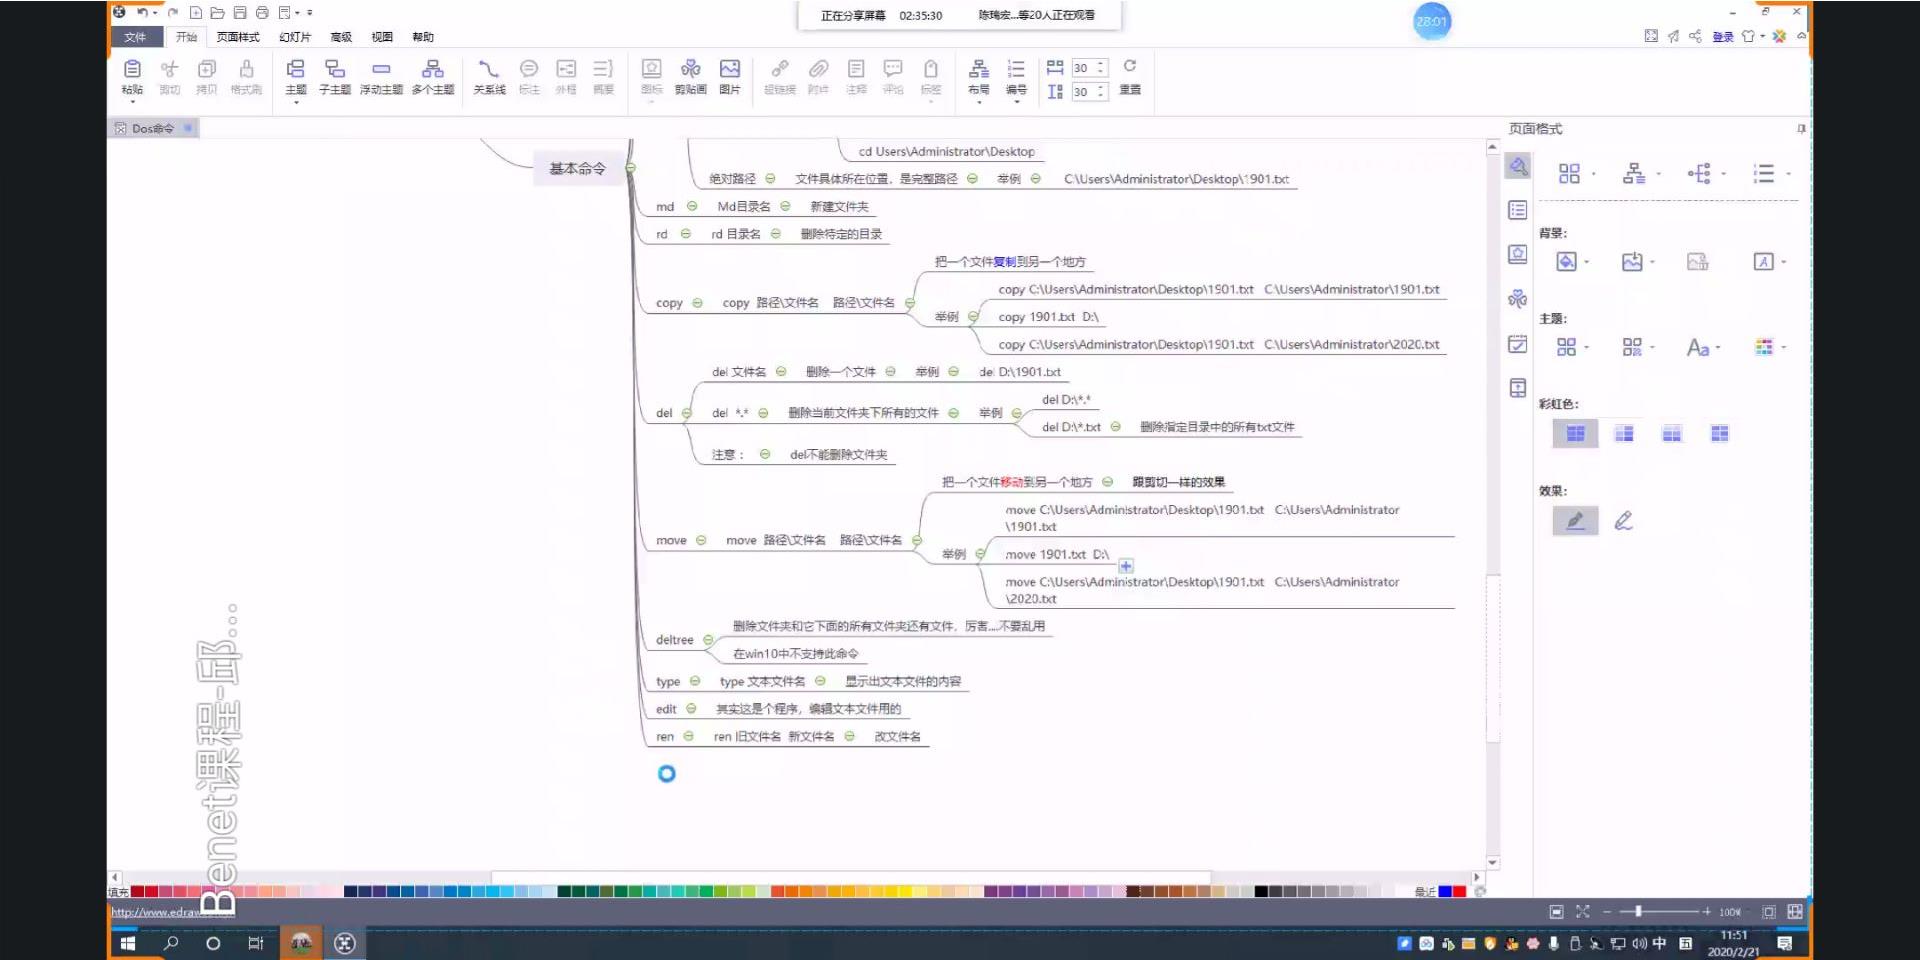 正在分享屏幕 02:35:30 陈瑞宏...等20人正在观看
28:01
文件 开始 页面样式 幻灯片 高级 视图 帮助
登录
粘贴 剪切 拷贝 格式刷 主题 子主题 浮动主题 多个主题 关系线 标注 外框 概要 图标 剪贴画 图片 超链接 附件 注释 评论 标签 布局 编号 30 30 重置
Dos命令
页面格式
基本命令
cd Users\Administrator\Desktop
绝对路径 文件具体所在位置，是完整路径 举例 C:\Users\Administrator\Desktop\1901.txt
md Md目录名 新建文件夹
rd rd 目录名 删除特定的目录
把一个文件复制到另一个地方
copy copy 路径\文件名 路径\文件名
举例
copy C:\Users\Administrator\Desktop\1901.txt C:\Users\Administrator\1901.txt
copy 1901.txt D:\
copy C:\Users\Administrator\Desktop\1901.txt C:\Users\Administrator\2020.txt
del
del 文件名 删除一个文件 举例 del D:\1901.txt
del *.* 删除当前文件夹下所有的文件 举例
del D:\*.*
del D:\*.txt 删除指定目录中的所有txt文件
注意： del不能删除文件夹
把一个文件移动到另一个地方 跟剪切一样的效果
move move 路径\文件名 路径\文件名
举例
move C:\Users\Administrator\Desktop\1901.txt C:\Users\Administrator
\1901.txt
move 1901.txt D:\
move C:\Users\Administrator\Desktop\1901.txt C:\Users\Administrator
\2020.txt
deltree
删除文件夹和它下面的所有文件夹还有文件，厉害....不要乱用
在win10中不支持此命令
type type 文本文件名 显示出文本文件的内容
edit 其实这是个程序，编辑文本文件用的
ren ren 旧文件名 新文件名 改文件名
背景:
主题:
Aa
彩虹色:
效果:
Benet课程-邱...
填充
最近
http://www.edraw
100%
中
11:51
2020/2/21